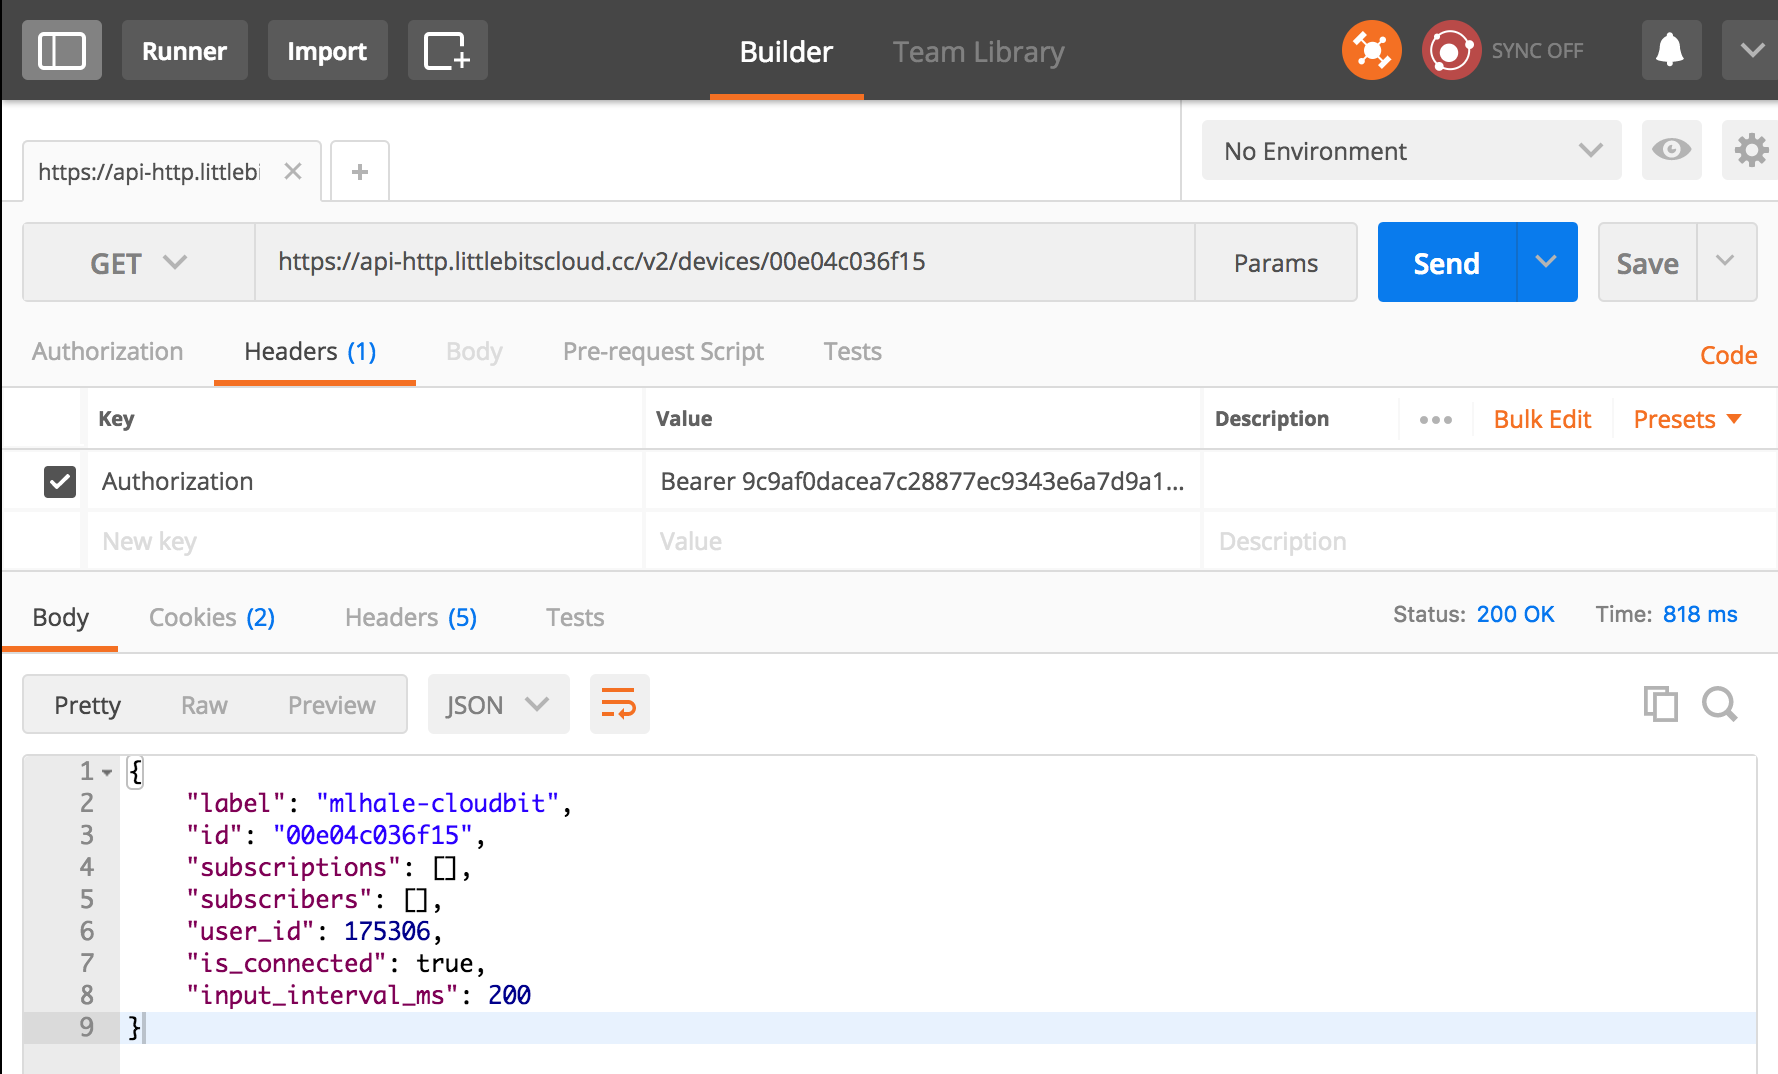 Runner Import Builder Team Library SYNC OFF
https://api-http.littlebi No Environment
GET https://api-http.littlebitscloud.cc/v2/devices/00e04c036f15 Params Send Save
Authorization Headers (1) Body Pre-request Script Tests Code
Key Value Description Bulk Edit Presets
Authorization Bearer 9c9af0dacea7c28877ec9343e6a7d9a1...
New key Value Description
Body Cookies (2) Headers (5) Tests Status: 200 OK Time: 818 ms
Pretty Raw Preview JSON
1 {
2 "label": "mlhale-cloudbit",
3 "id": "00e04c036f15",
4 "subscriptions": [],
5 "subscribers": [],
6 "user_id": 175306,
7 "is_connected": true,
8 "input_interval_ms": 200
9 }